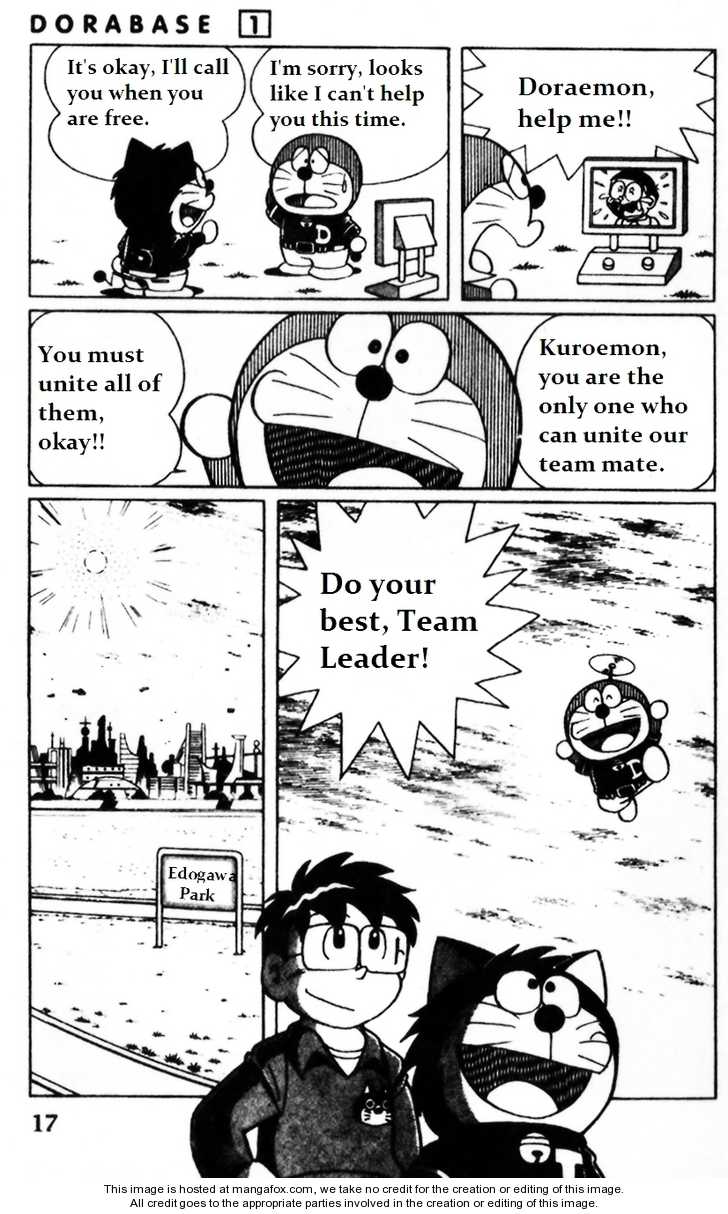 DORABASE 1
Doraemon,
help me!!
I'm sorry, looks
like I can't help
you this time.
It's okay, I'll call
you when you
are free.
D
Kuroemon,
you are the
only one who
can unite our
team mate.
You must
unite all of
them,
okay!!
Do your
best, Team
Leader!
Edogawa
Park
17
This image is hosted at mangafox.com, we take no credit for the creation or editing of this image.
All credit goes to the appropriate parties involved in the creation or editing of this image.